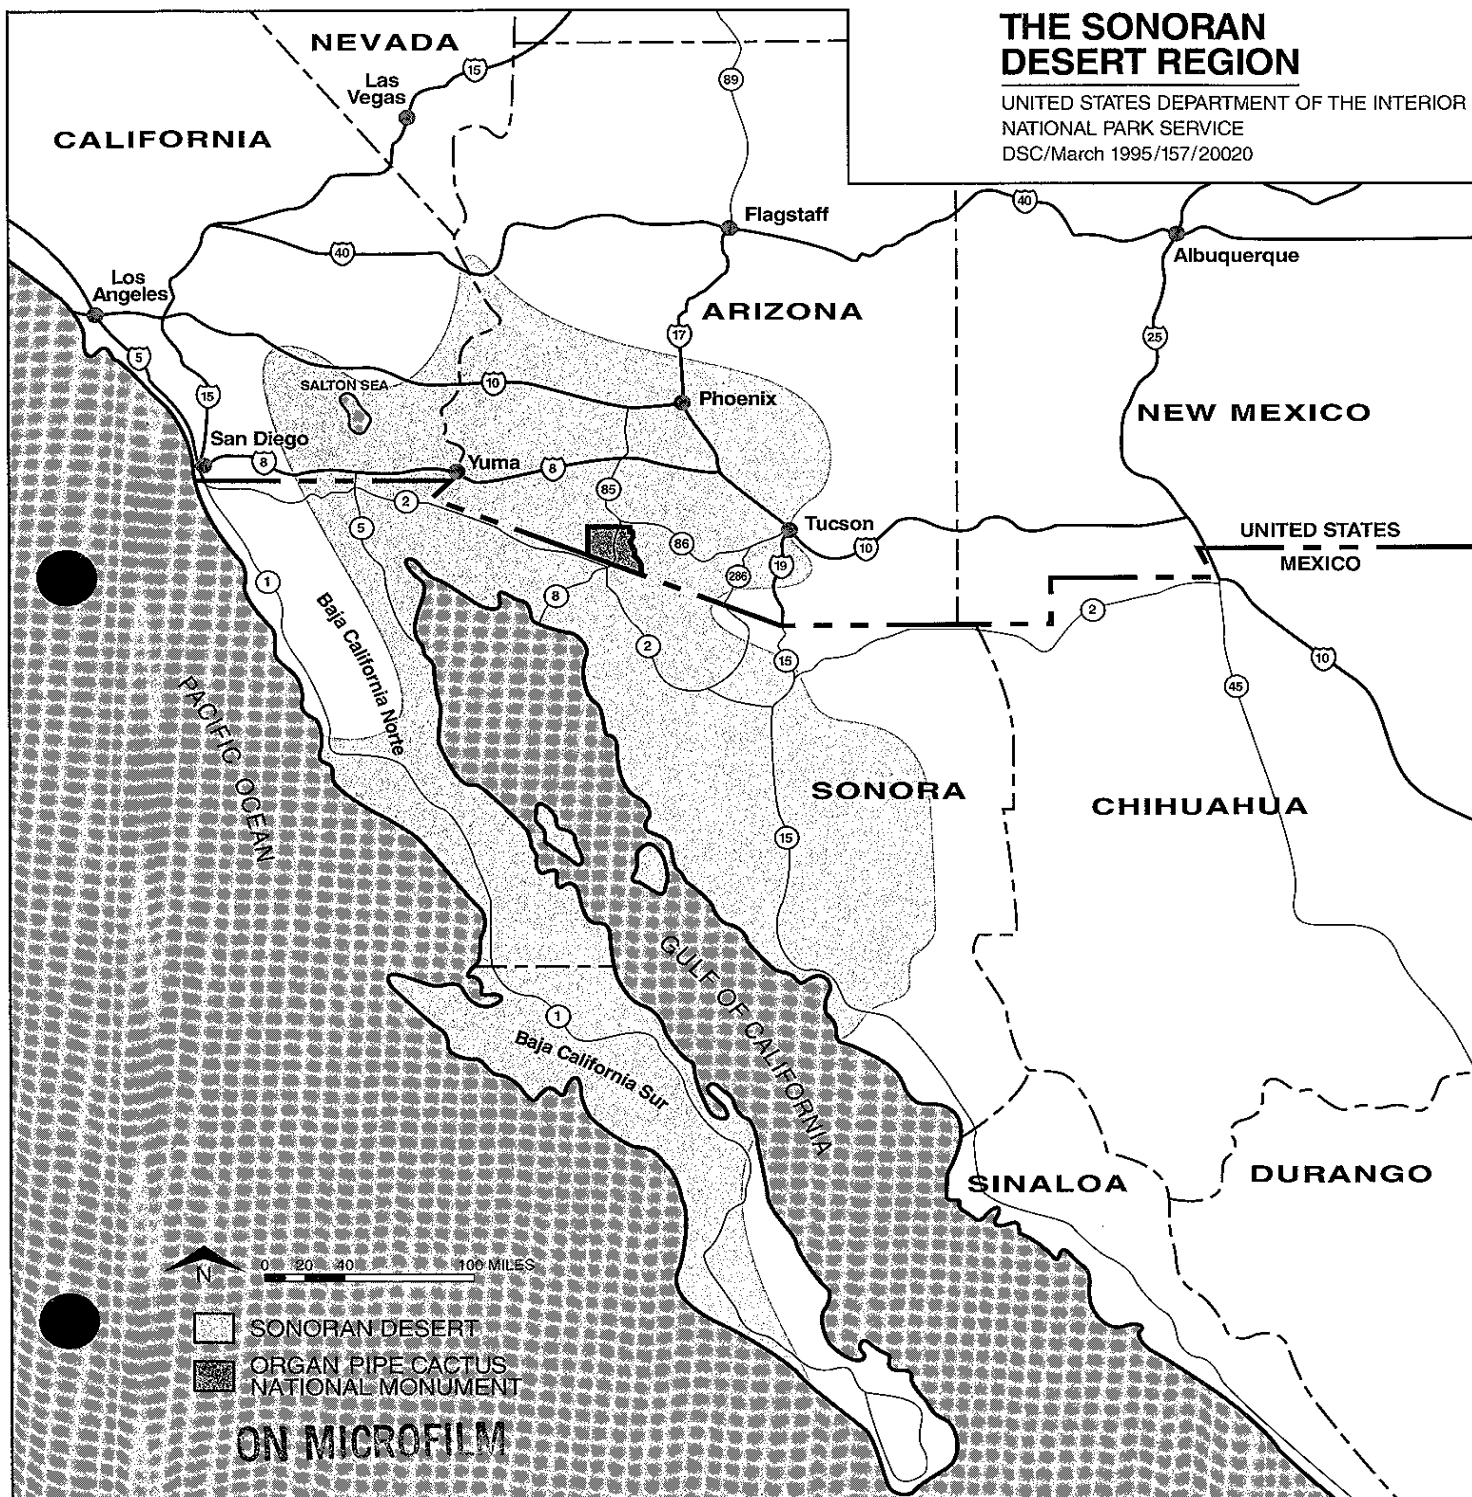 THE SONORAN
DESERT REGION
UNITED STATES DEPARTMENT OF THE INTERIOR
NATIONAL PARK SERVICE
DSC/March 1995/157/20020
NEVADA
15
Las
Vegas
89
CALIFORNIA
40
Flagstaff
40
Albuquerque
Los
Angeles
ARIZONA
17
25
5
15
SALTON SEA
10
Phoenix
NEW MEXICO
San Diego
8
Yuma
8
85
2
5
Tucson
86
10
UNITED STATES
MEXICO
286
19
1
8
2
2
15
10
45
Baja California Norte
PACIFIC OCEAN
SONORA
CHIHUAHUA
15
GULF OF CALIFORNIA
1
Baja California Sur
SINALOA
DURANGO
N
0 20 40 100 MILES
SONORAN DESERT
ORGAN PIPE CACTUS
NATIONAL MONUMENT
ON MICROFILM